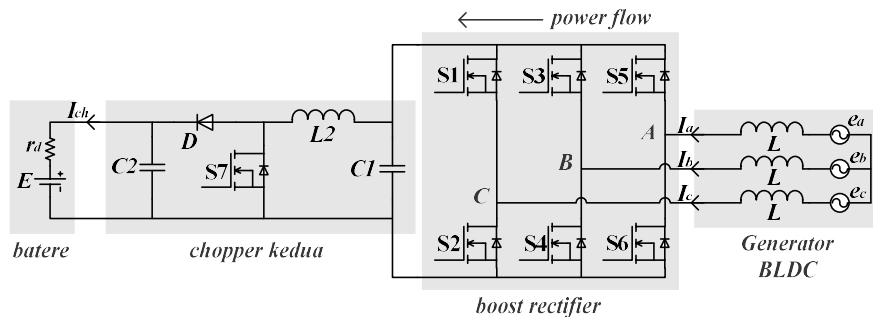 power flow
S1
S3
S5
Ich
rd
E
D
S7
L2
C2
C1
A
B
C
Ia
Ib
Ic
L
L
L
ea
eb
ec
S2
S4
S6
batere
chopper kedua
boost rectifier
Generator
BLDC